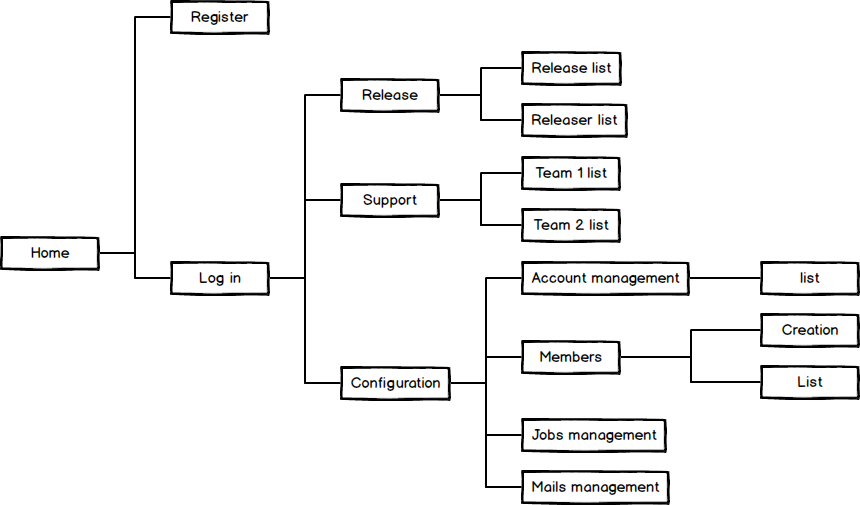 Register
Release list
Release
Releaser list
Team 1 list
Support
Team 2 list
Home
Log in
Account management
list
Creation
Members
Configuration
List
Jobs management
Mails management